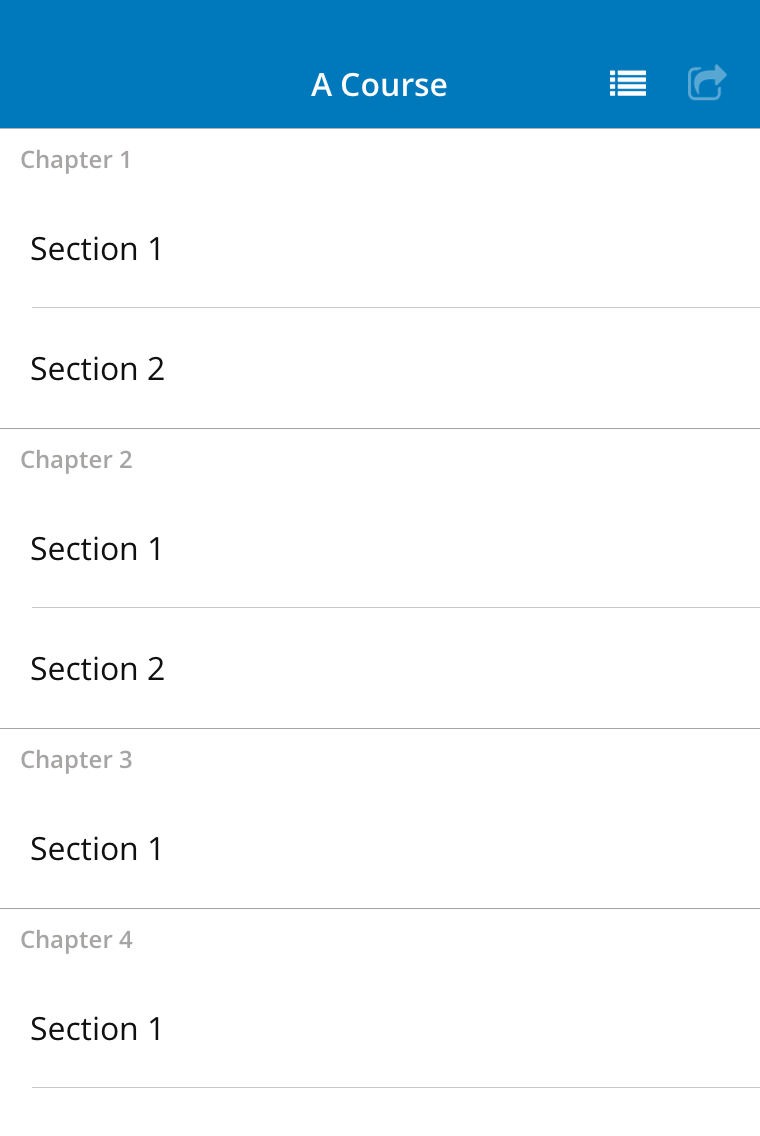 A Course
Chapter 1
Section 1
Section 2
Chapter 2
Section 1
Section 2
Chapter 3
Section 1
Chapter 4
Section 1